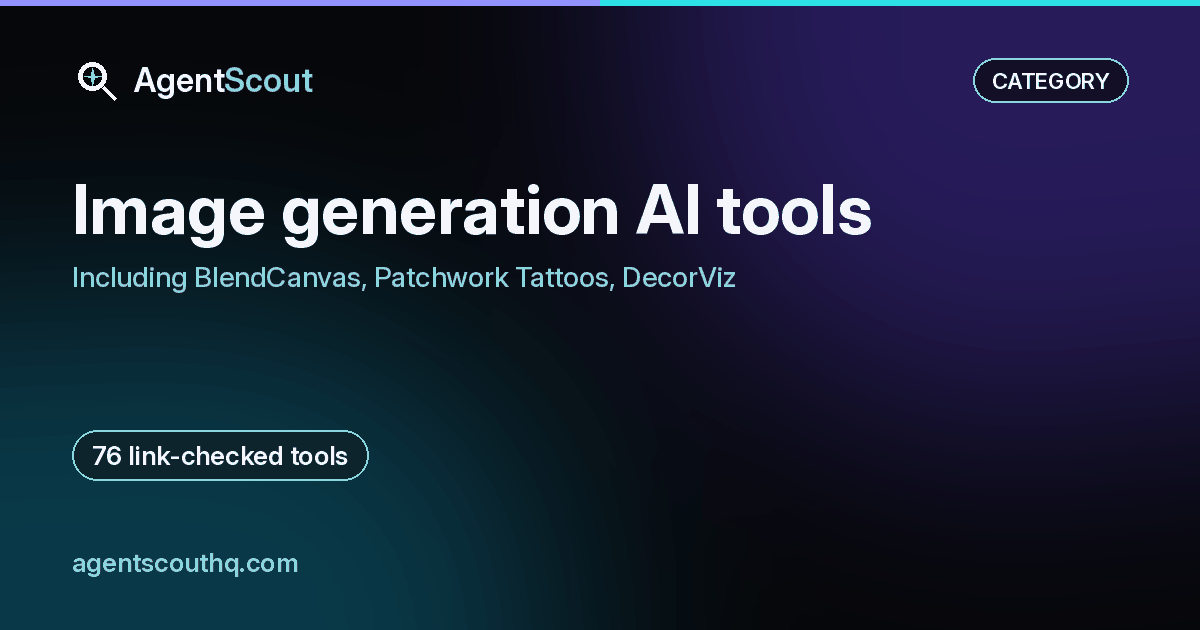 AgentScout
CATEGORY
Image generation AI tools
Including BlendCanvas, Patchwork Tattoos, DecorViz
76 link-checked tools
agentscouthq.com